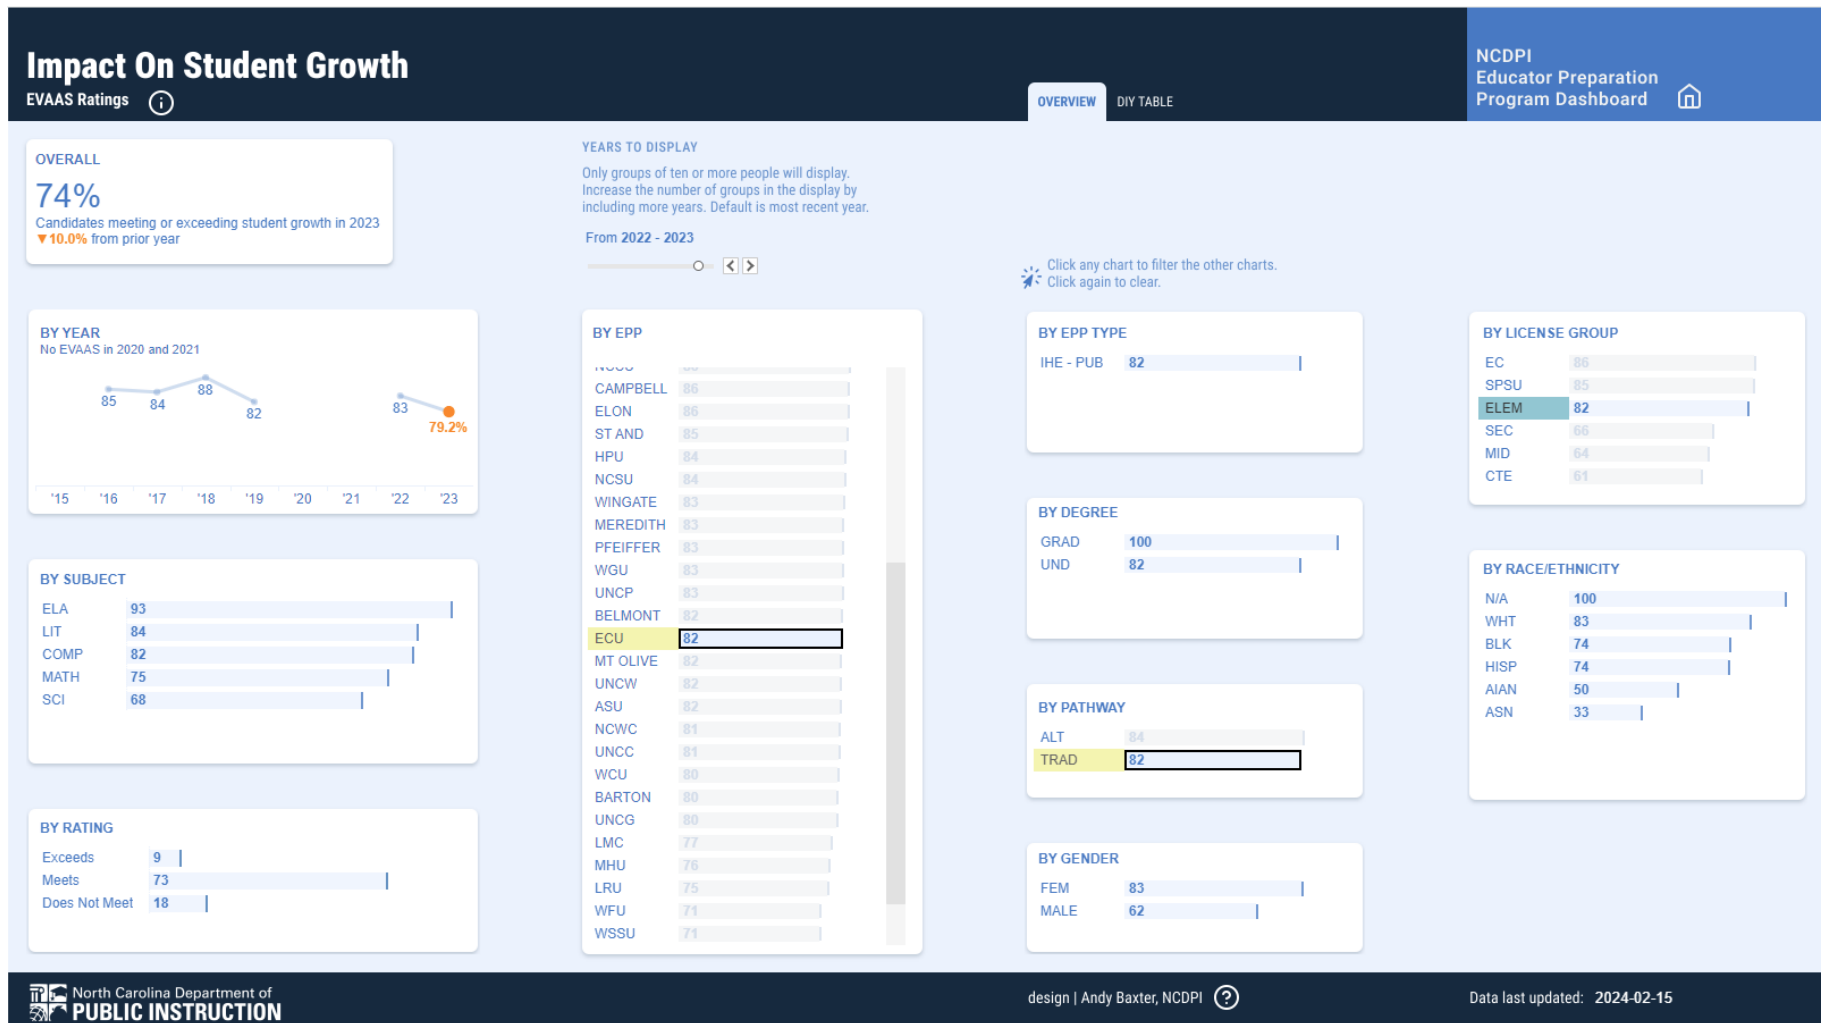 Impact On Student Growth
EVAAS Ratings
OVERVIEW
DIY TABLE
NCDPI
Educator Preparation
Program Dashboard
OVERALL
74%
Candidates meeting or exceeding student growth in 2023
▼10.0% from prior year
YEARS TO DISPLAY
Only groups of ten or more people will display.
Increase the number of groups in the display by
including more years. Default is most recent year.
From 2022 - 2023
Click any chart to filter the other charts.
Click again to clear.
BY YEAR
No EVAAS in 2020 and 2021
85 84 88 82 83 79.2%
'15 '16 '17 '18 '19 '20 '21 '22 '23
BY SUBJECT
ELA 93
LIT 84
COMP 82
MATH 75
SCI 68
BY RATING
Exceeds 9
Meets 73
Does Not Meet 18
BY EPP
CAMPBELL 86
ELON 86
ST AND 85
HPU 84
NCSU 84
WINGATE 83
MEREDITH 83
PFEIFFER 83
WGU 83
UNCP 83
BELMONT 82
ECU 82
MT OLIVE 82
UNCW 82
ASU 82
NCWC 81
UNCC 81
WCU 80
BARTON 80
UNCG 80
LMC 77
MHU 76
LRU 75
WFU 71
WSSU 71
BY EPP TYPE
IHE - PUB 82
BY DEGREE
GRAD 100
UND 82
BY PATHWAY
ALT 84
TRAD 82
BY GENDER
FEM 83
MALE 62
BY LICENSE GROUP
EC 86
SPSU 85
ELEM 82
SEC 66
MID 64
CTE 61
BY RACE/ETHNICITY
N/A 100
WHT 83
BLK 74
HISP 74
AIAN 50
ASN 33
North Carolina Department of
PUBLIC INSTRUCTION
design | Andy Baxter, NCDPI
Data last updated: 2024-02-15